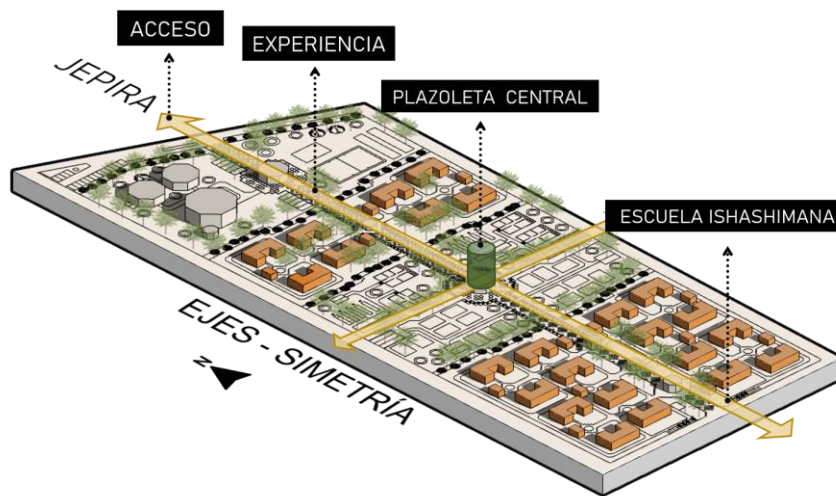 ACCESO
EXPERIENCIA
JEPIRA
PLAZOLETA CENTRAL
ESCUELA ISHASHIMANA
EJES - SIMETRÍA
N